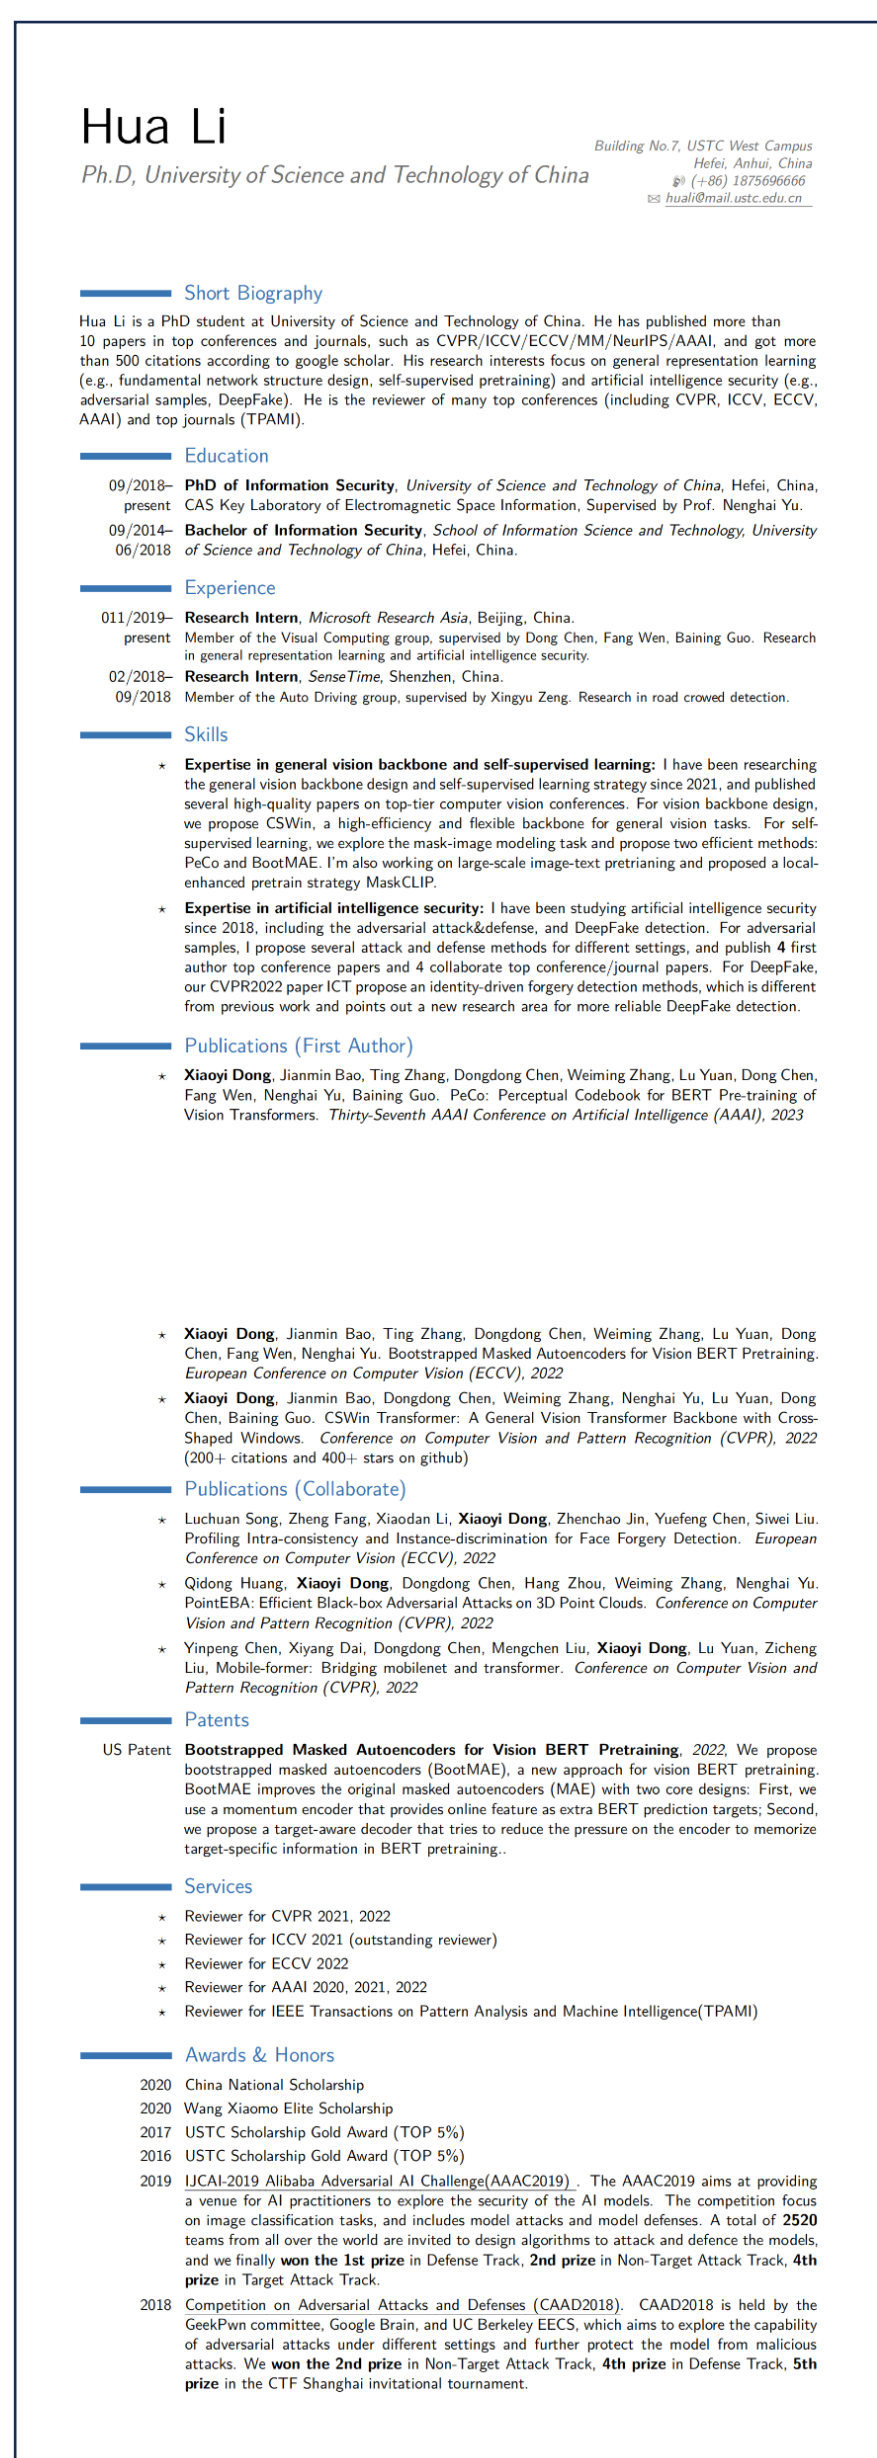 Hua Li
Ph.D, University of Science and Technology of China
Building No.7, USTC West Campus
Hefei, Anhui, China
(+86) 1875696666
huali@mail.ustc.edu.cn
Short Biography
Hua Li is a PhD student at University of Science and Technology of China. He has published more than
10 papers in top conferences and journals, such as CVPR/ICCV/ECCV/MM/NeurIPS/AAAI, and got more
than 500 citations according to google scholar. His research interests focus on general representation learning
(e.g., fundamental network structure design, self-supervised pretraining) and artificial intelligence security (e.g.,
adversarial samples, DeepFake). He is the reviewer of many top conferences (including CVPR, ICCV, ECCV,
AAAI) and top journals (TPAMI).
Education
09/2018– PhD of Information Security, University of Science and Technology of China, Hefei, China,
present CAS Key Laboratory of Electromagnetic Space Information, Supervised by Prof. Nenghai Yu.
09/2014– Bachelor of Information Security, School of Information Science and Technology, University
06/2018 of Science and Technology of China, Hefei, China.
Experience
011/2019– Research Intern, Microsoft Research Asia, Beijing, China.
present Member of the Visual Computing group, supervised by Dong Chen, Fang Wen, Baining Guo. Research
in general representation learning and artificial intelligence security.
02/2018– Research Intern, SenseTime, Shenzhen, China.
09/2018 Member of the Auto Driving group, supervised by Xingyu Zeng. Research in road crowed detection.
Skills
⋆ Expertise in general vision backbone and self-supervised learning: I have been researching
the general vision backbone design and self-supervised learning strategy since 2021, and published
several high-quality papers on top-tier computer vision conferences. For vision backbone design,
we propose CSWin, a high-efficiency and flexible backbone for general vision tasks. For self-
supervised learning, we explore the mask-image modeling task and propose two efficient methods:
PeCo and BootMAE. I'm also working on large-scale image-text pretrianing and proposed a local-
enhanced pretrain strategy MaskCLIP.
⋆ Expertise in artificial intelligence security: I have been studying artificial intelligence security
since 2018, including the adversarial attack&defense, and DeepFake detection. For adversarial
samples, I propose several attack and defense methods for different settings, and publish 4 first
author top conference papers and 4 collaborate top conference/journal papers. For DeepFake,
our CVPR2022 paper ICT propose an identity-driven forgery detection methods, which is different
from previous work and points out a new research area for more reliable DeepFake detection.
Publications (First Author)
⋆ Xiaoyi Dong, Jianmin Bao, Ting Zhang, Dongdong Chen, Weiming Zhang, Lu Yuan, Dong Chen,
Fang Wen, Nenghai Yu, Baining Guo. PeCo: Perceptual Codebook for BERT Pre-training of
Vision Transformers. Thirty-Seventh AAAI Conference on Artificial Intelligence (AAAI), 2023
⋆ Xiaoyi Dong, Jianmin Bao, Ting Zhang, Dongdong Chen, Weiming Zhang, Lu Yuan, Dong
Chen, Fang Wen, Nenghai Yu. Bootstrapped Masked Autoencoders for Vision BERT Pretraining.
European Conference on Computer Vision (ECCV), 2022
⋆ Xiaoyi Dong, Jianmin Bao, Dongdong Chen, Weiming Zhang, Nenghai Yu, Lu Yuan, Dong
Chen, Baining Guo. CSWin Transformer: A General Vision Transformer Backbone with Cross-
Shaped Windows. Conference on Computer Vision and Pattern Recognition (CVPR), 2022
(200+ citations and 400+ stars on github)
Publications (Collaborate)
⋆ Luchuan Song, Zheng Fang, Xiaodan Li, Xiaoyi Dong, Zhenchao Jin, Yuefeng Chen, Siwei Liu.
Profiling Intra-consistency and Instance-discrimination for Face Forgery Detection. European
Conference on Computer Vision (ECCV), 2022
⋆ Qidong Huang, Xiaoyi Dong, Dongdong Chen, Hang Zhou, Weiming Zhang, Nenghai Yu.
PointEBA: Efficient Black-box Adversarial Attacks on 3D Point Clouds. Conference on Computer
Vision and Pattern Recognition (CVPR), 2022
⋆ Yinpeng Chen, Xiyang Dai, Dongdong Chen, Mengchen Liu, Xiaoyi Dong, Lu Yuan, Zicheng
Liu, Mobile-former: Bridging mobilenet and transformer. Conference on Computer Vision and
Pattern Recognition (CVPR), 2022
Patents
US Patent Bootstrapped Masked Autoencoders for Vision BERT Pretraining, 2022, We propose
bootstrapped masked autoencoders (BootMAE), a new approach for vision BERT pretraining.
BootMAE improves the original masked autoencoders (MAE) with two core designs: First, we
use a momentum encoder that provides online feature as extra BERT prediction targets; Second,
we propose a target-aware decoder that tries to reduce the pressure on the encoder to memorize
target-specific information in BERT pretraining..
Services
⋆ Reviewer for CVPR 2021, 2022
⋆ Reviewer for ICCV 2021 (outstanding reviewer)
⋆ Reviewer for ECCV 2022
⋆ Reviewer for AAAI 2020, 2021, 2022
⋆ Reviewer for IEEE Transactions on Pattern Analysis and Machine Intelligence(TPAMI)
Awards & Honors
2020 China National Scholarship
2020 Wang Xiaomo Elite Scholarship
2017 USTC Scholarship Gold Award (TOP 5%)
2016 USTC Scholarship Gold Award (TOP 5%)
2019 IJCAI-2019 Alibaba Adversarial AI Challenge(AAAC2019) . The AAAC2019 aims at providing
a venue for AI practitioners to explore the security of the AI models. The competition focus
on image classification tasks, and includes model attacks and model defenses. A total of 2520
teams from all over the world are invited to design algorithms to attack and defence the models,
and we finally won the 1st prize in Defense Track, 2nd prize in Non-Target Attack Track, 4th
prize in Target Attack Track.
2018 Competition on Adversarial Attacks and Defenses (CAAD2018). CAAD2018 is held by the
GeekPwn committee, Google Brain, and UC Berkeley EECS, which aims to explore the capability
of adversarial attacks under different settings and further protect the model from malicious
attacks. We won the 2nd prize in Non-Target Attack Track, 4th prize in Defense Track, 5th
prize in the CTF Shanghai invitational tournament.